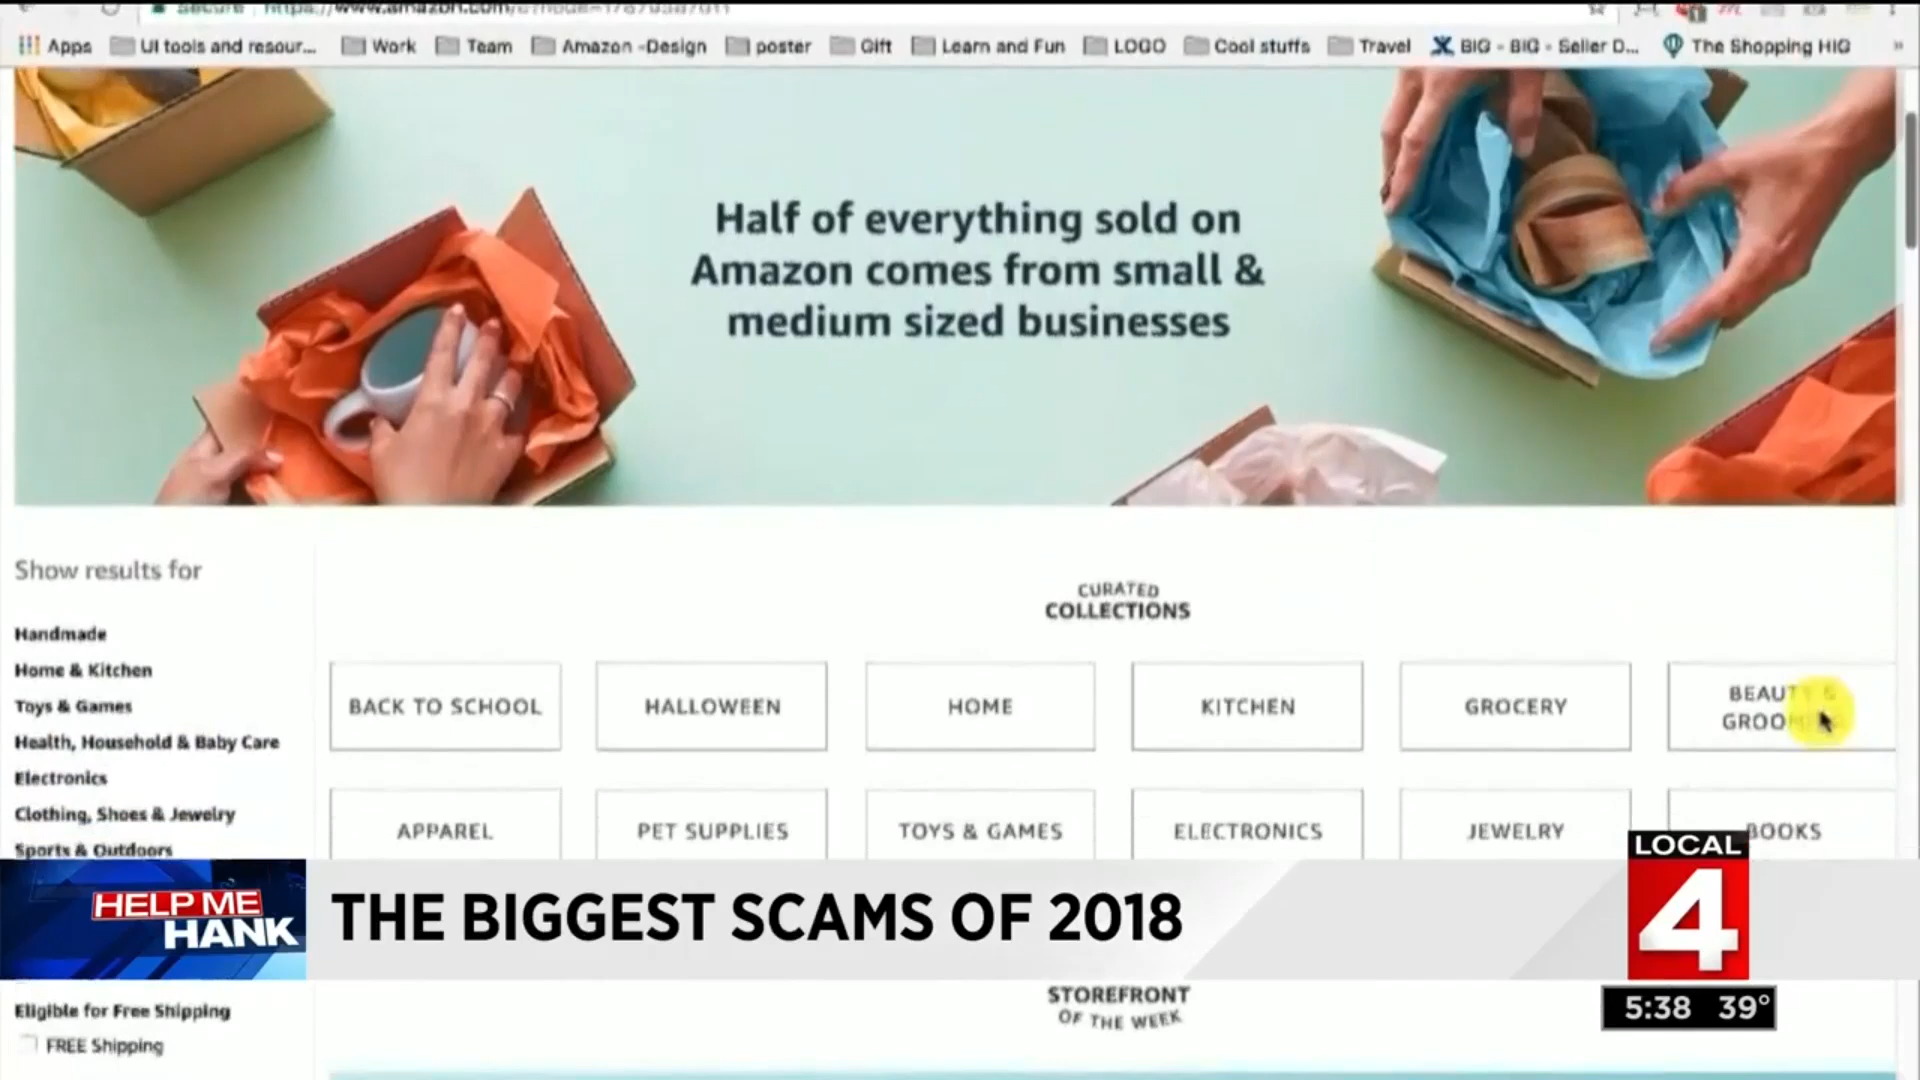 Secure
Apps
UI tools and resour...
Work
Team
Amazon -Design
poster
Gift
Learn and Fun
LOGO
Cool stuffs
Travel
BIG - BIG - Seller D...
The Shopping HIG
»
Half of everything sold on
Amazon comes from small &
medium sized businesses
Show results for
Handmade
Home & Kitchen
Toys & Games
Health, Household & Baby Care
Electronics
Clothing, Shoes & Jewelry
Sports & Outdoors
Eligible for Free Shipping
FREE Shipping
CURATED
COLLECTIONS
BACK TO SCHOOL
HALLOWEEN
HOME
KITCHEN
GROCERY
APPAREL
PET SUPPLIES
TOYS & GAMES
ELECTRONICS
JEWELRY
BOOKS
STOREFRONT
OF THE WEEK
HELP ME
HANK
THE BIGGEST SCAMS OF 2018
LOCAL
4
5:38 39°